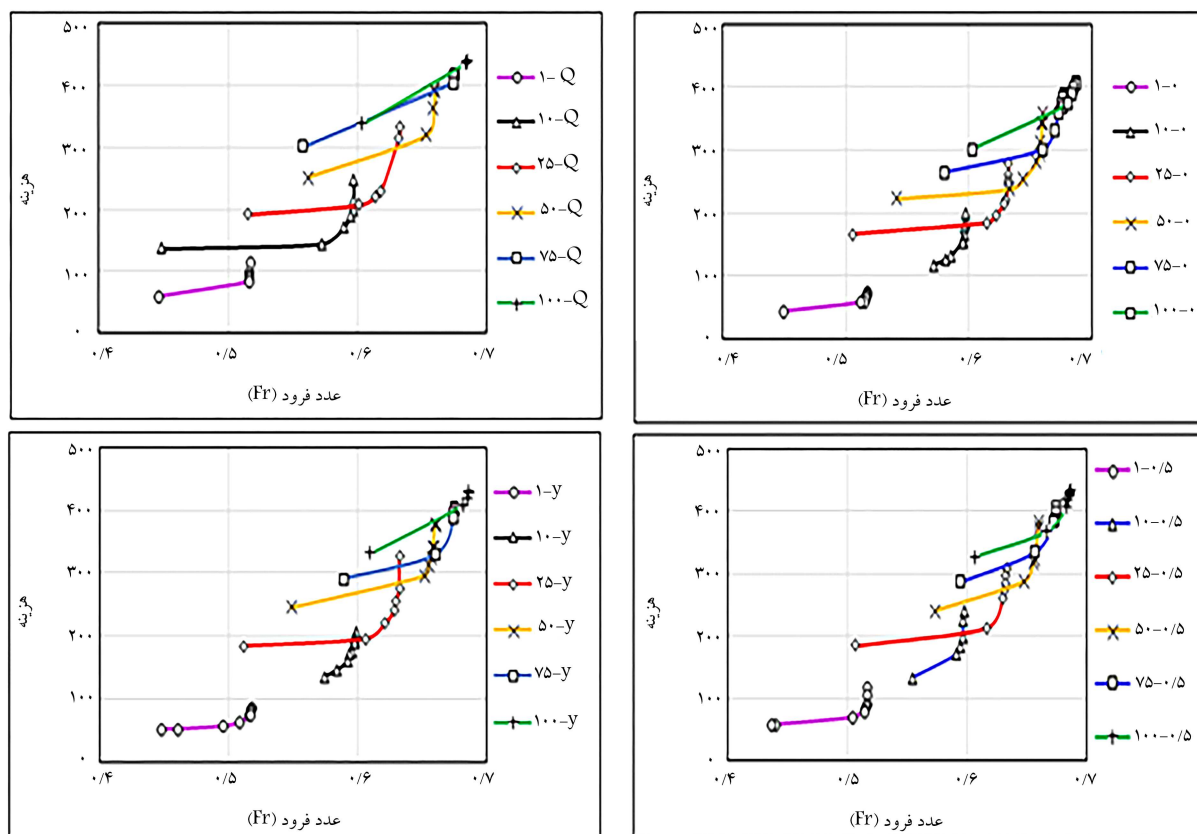 ۵۰۰
۴۰۰
۳۰۰
۲۰۰
۱۰۰
۰
هزینه
۰/۴
۰/۵
۰/۶
۰/۷
عدد فرود (Fr)
۱-Q
۱۰-Q
۲۵-Q
۵۰-Q
۷۵-Q
۱۰۰-Q
۵۰۰
۴۰۰
۳۰۰
۲۰۰
۱۰۰
۰
هزینه
۰/۴
۰/۵
۰/۶
۰/۷
عدد فرود (Fr)
۱-۰
۱۰-۰
۲۵-۰
۵۰-۰
۷۵-۰
۱۰۰-۰
۵۰۰
۴۰۰
۳۰۰
۲۰۰
۱۰۰
۰
هزینه
۰/۴
۰/۵
۰/۶
۰/۷
عدد فرود (Fr)
۱-y
۱۰-y
۲۵-y
۵۰-y
۷۵-y
۱۰۰-y
۵۰۰
۴۰۰
۳۰۰
۲۰۰
۱۰۰
۰
هزینه
۰/۴
۰/۵
۰/۶
۰/۷
عدد فرود (Fr)
۱-۰/۵
۱۰-۰/۵
۲۵-۰/۵
۵۰-۰/۵
۷۵-۰/۵
۱۰۰-۰/۵